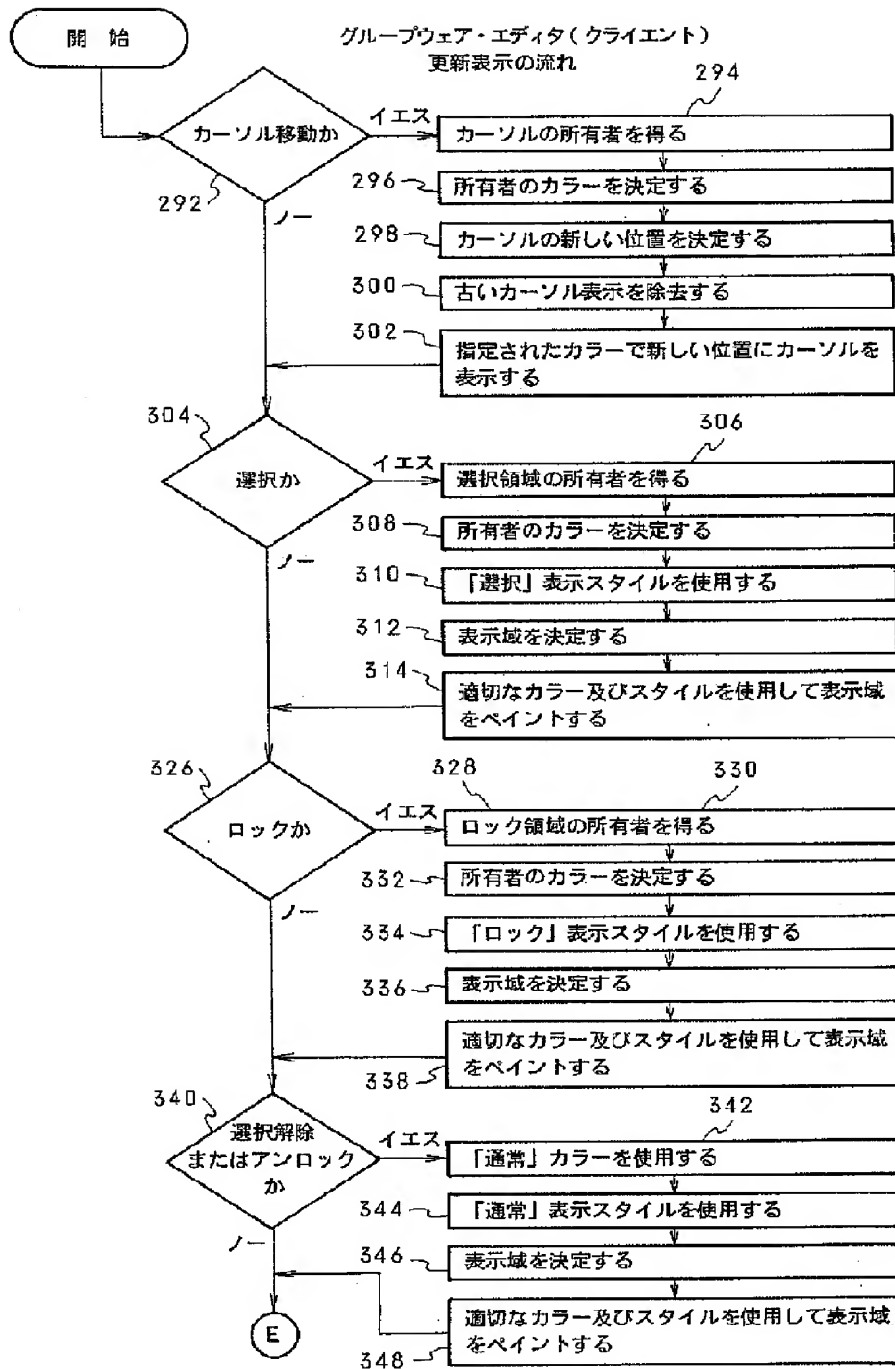 開 始
グループウェア・エディタ(クライエント)
更新表示の流れ
カーソル移動か
292
イエス
ノー
294
カーソルの所有者を得る
296
所有者のカラーを決定する
298
カーソルの新しい位置を決定する
300
古いカーソル表示を除去する
302
指定されたカラーで新しい位置にカーソルを
表示する
304
選択か
イエス
ノー
306
選択領域の所有者を得る
308
所有者のカラーを決定する
310
「選択」表示スタイルを使用する
312
表示域を決定する
314
適切なカラー及びスタイルを使用して表示域
をペイントする
326
ロックか
イエス
ノー
328
330
ロック領域の所有者を得る
332
所有者のカラーを決定する
334
「ロック」表示スタイルを使用する
336
表示域を決定する
適切なカラー及びスタイルを使用して表示域
をペイントする
338
340
選択解除
またはアンロック
か
イエス
ノー
342
「通常」カラーを使用する
344
「通常」表示スタイルを使用する
346
表示域を決定する
適切なカラー及びスタイルを使用して表示域
をペイントする
348
E